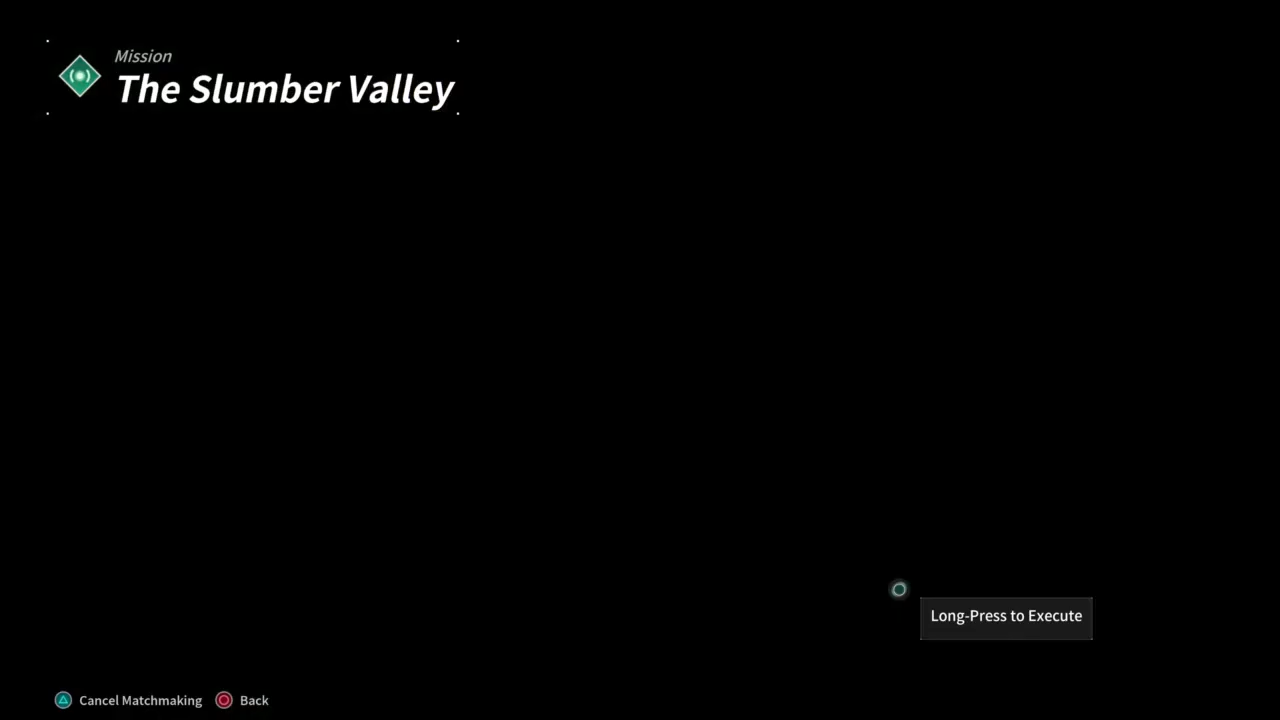 Mission
The Slumber Valley
Long-Press to Execute
Cancel Matchmaking Back